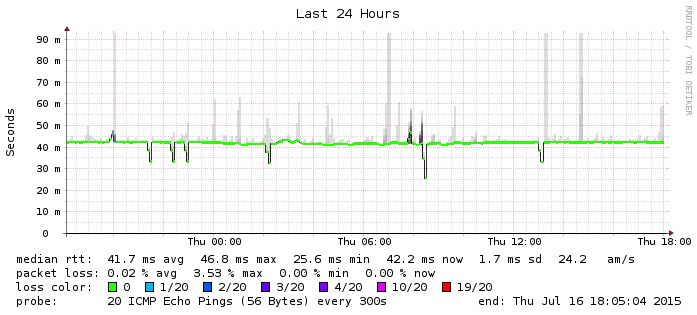 Last 24 Hours
RRDTOOL / TOBI OETIKER
Seconds
90 m
80 m
70 m
60 m
50 m
40 m
30 m
20 m
10 m
0
Thu 00:00 Thu 06:00 Thu 12:00 Thu 18:00
median rtt: 41.7 ms avg 46.8 ms max 25.6 ms min 42.2 ms now 1.7 ms sd 24.2 am/s
packet loss: 0.02 % avg 3.53 % max 0.00 % min 0.00 % now
loss color: 0 1/20 2/20 3/20 4/20 10/20 19/20
probe: 20 ICMP Echo Pings (56 Bytes) every 300s end: Thu Jul 16 18:05:04 2015